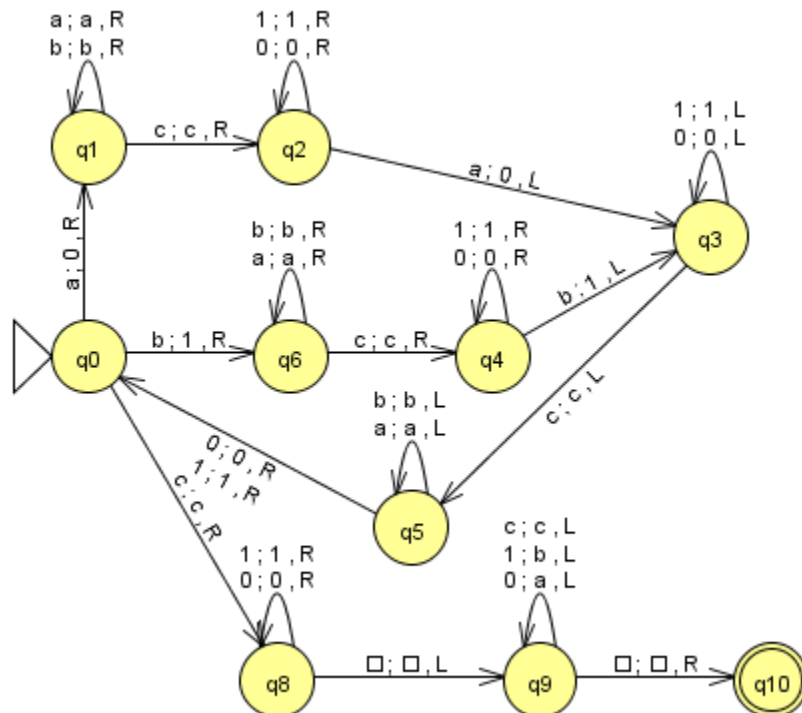 a ; a , R
b ; b , R
1 ; 1 , R
0 ; 0 , R
1 ; 1 , L
0 ; 0 , L
q1
c ; c , R
q2
a ; 0 , L
q3
a ; 0 , R
b ; b , R
a ; a , R
1 ; 1 , R
0 ; 0 , R
b ; 1 , L
q0
b ; 1 , R
q6
c ; c , R
q4
c ; c , L
b ; b , L
a ; a , L
0 ; 0 , R
1 ; 1 , R
c ; c , R
q5
1 ; 1 , R
0 ; 0 , R
c ; c , L
1 ; b , L
0 ; a , L
q8
□ ; □ , L
q9
□ ; □ , R
q10